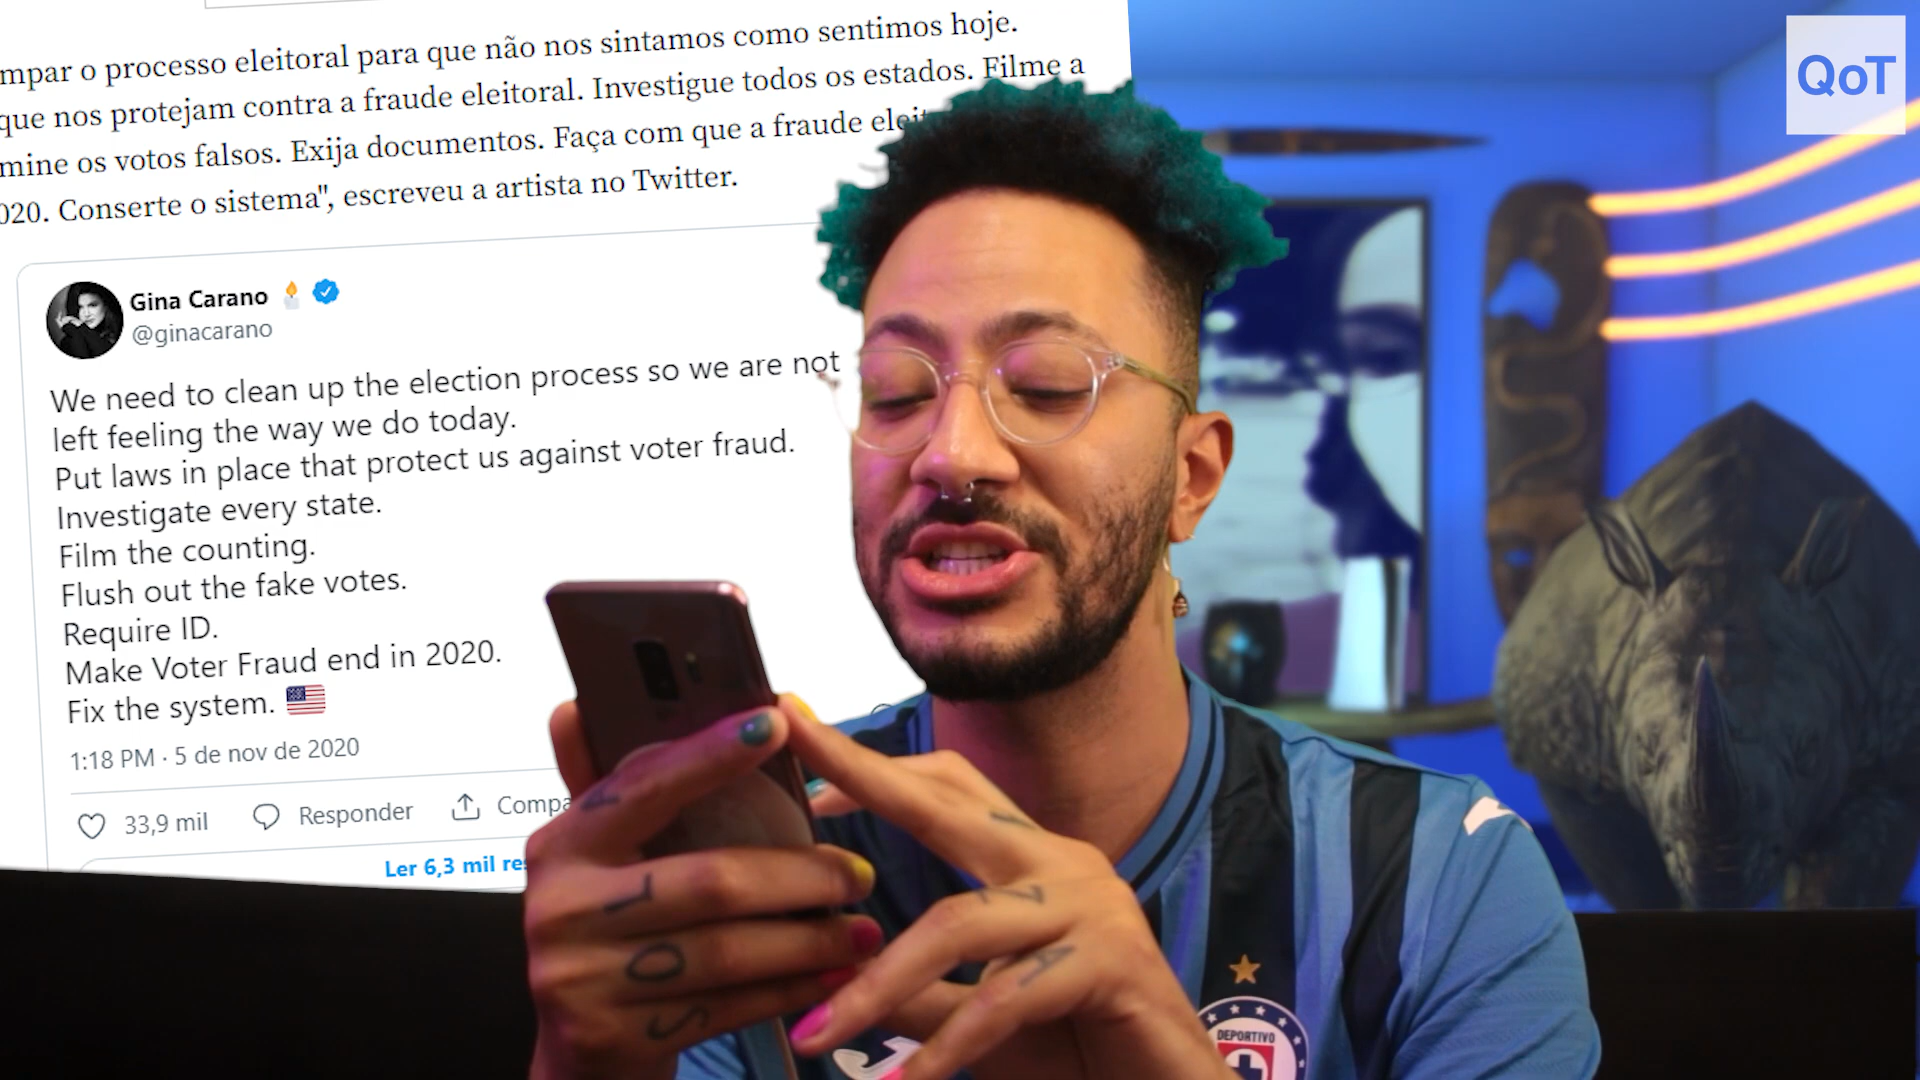 mpar o processo eleitoral para que não nos sintamos como sentimos hoje.
que nos protejam contra a fraude eleitoral. Investigue todos os estados. Filme a
mine os votos falsos. Exija documentos. Faça com que a fraude eleit
020. Conserte o sistema", escreveu a artista no Twitter.
QoT
Gina Carano
@ginacarano
We need to clean up the election process so we are not
left feeling the way we do today.
Put laws in place that protect us against voter fraud.
Investigate every state.
Film the counting.
Flush out the fake votes.
Require ID.
Make Voter Fraud end in 2020.
Fix the system. 🇺🇸
1:18 PM · 5 de nov de 2020
33,9 mil Responder Compa
Ler 6,3 mil res
DEPORTIVO